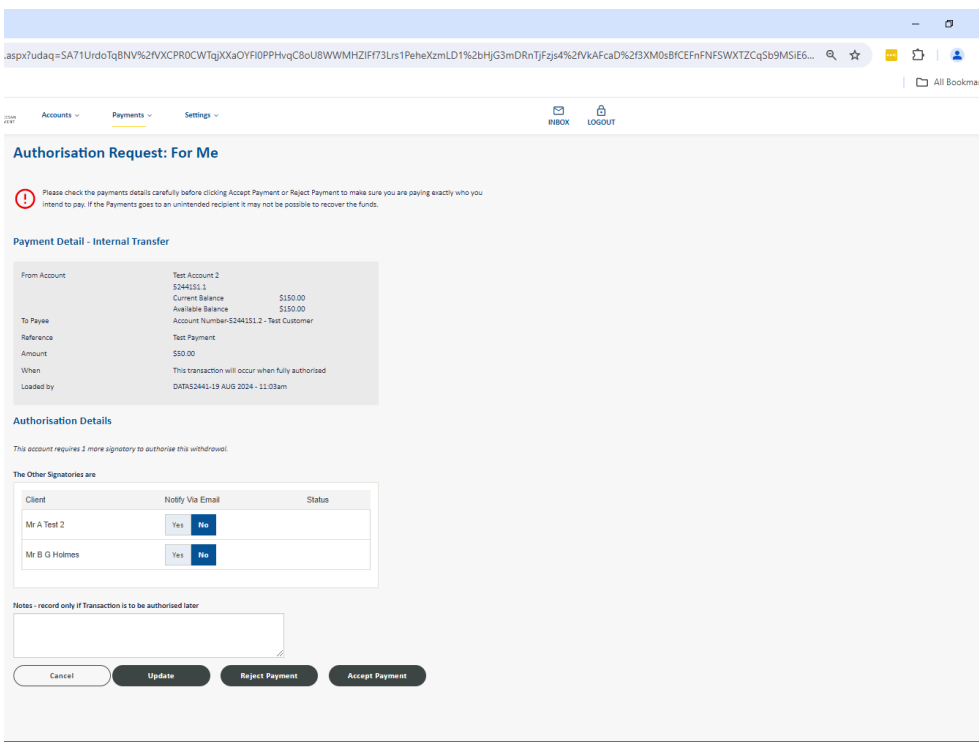 .aspx?udaq=SA71UrdoTqBNV%2fVXCPR0CWTqjXXaOYFI0PPHvqC8oU8WWMHZIFf73Lrs1PeheXzmLD1%2bHjG3mDRnTjFzjs4%2fVkAFcaD%2f3XM0sBfCEFnFNFSWXTZCqSb9MSiE6...
All Bookmar
Accounts Payments Settings INBOX LOGOUT
Authorisation Request: For Me
Please check the payments details carefully before clicking Accept Payment or Reject Payment to make sure you are paying exactly who you
intend to pay. If the Payments goes to an unintended recipient it may not be possible to recover the funds.
Payment Detail - Internal Transfer
From Account Test Account 2
52441S1.1
Current Balance $150.00
Available Balance $150.00
To Payee Account Number-52441S1.2 - Test Customer
Reference Test Payment
Amount $50.00
When This transaction will occur when fully authorised
Loaded by DATA52441-19 AUG 2024 - 11:03am
Authorisation Details
This account requires 1 more signatory to authorise this withdrawal.
The Other Signatories are
Client Notify Via Email Status
Mr A Test 2 Yes No
Mr B G Holmes Yes No
Notes - record only if Transaction is to be authorised later
Cancel Update Reject Payment Accept Payment